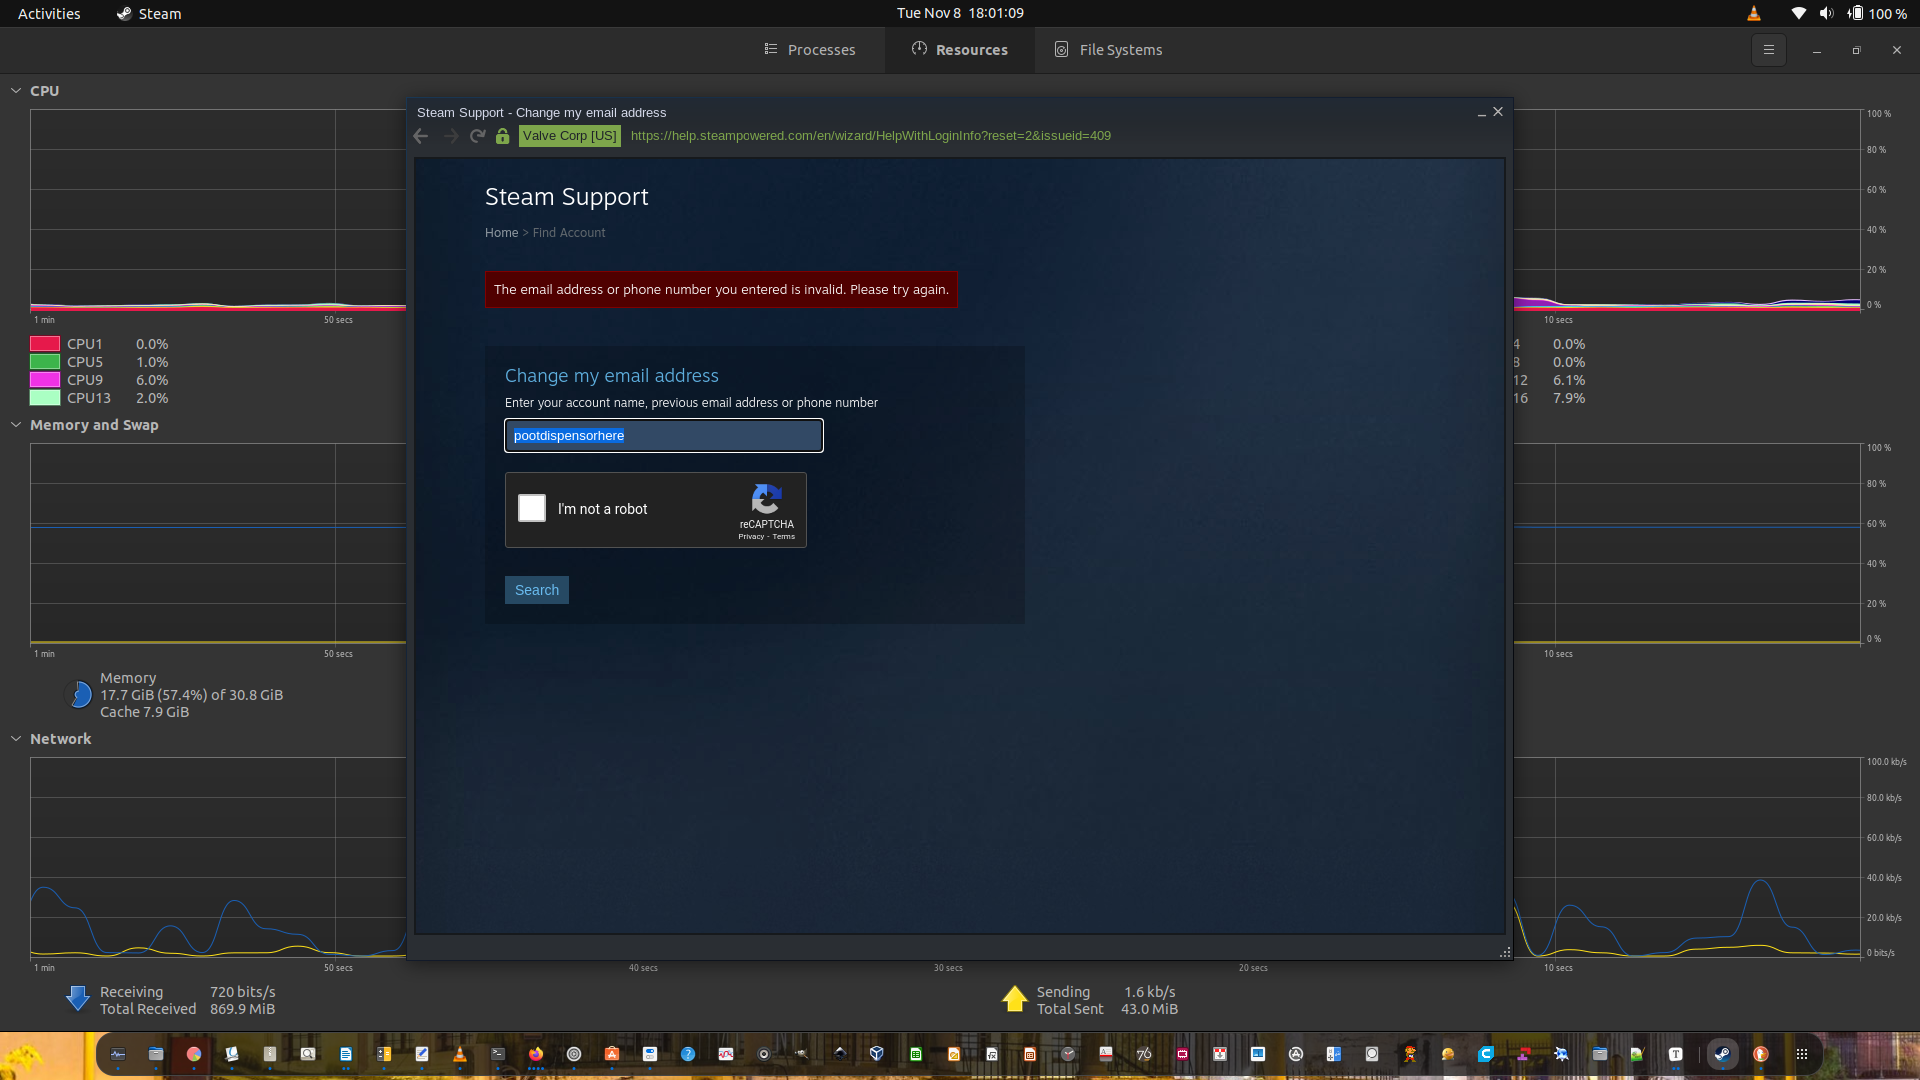 Activities
Steam
Tue Nov 8  18:01:09
100 %
Processes
Resources
File Systems
CPU
100 %
80 %
60 %
40 %
20 %
0 %
1 min
50 secs
10 secs
CPU1 0.0%
CPU5 1.0%
CPU9 6.0%
CPU13 2.0%
4 0.0%
8 0.0%
12 6.1%
16 7.9%
Steam Support - Change my email address
Valve Corp [US]
https://help.steampowered.com/en/wizard/HelpWithLoginInfo?reset=2&issueid=409
Steam Support
Home > Find Account
The email address or phone number you entered is invalid. Please try again.
Change my email address
Enter your account name, previous email address or phone number
pootdispensorhere
I'm not a robot
reCAPTCHA
Privacy - Terms
Search
Memory and Swap
100 %
80 %
60 %
40 %
20 %
0 %
1 min
50 secs
10 secs
Memory
17.7 GiB (57.4%) of 30.8 GiB
Cache 7.9 GiB
Network
100.0 kb/s
80.0 kb/s
60.0 kb/s
40.0 kb/s
20.0 kb/s
0 bits/s
1 min
50 secs
40 secs
30 secs
20 secs
10 secs
Receiving 720 bits/s
Total Received 869.9 MiB
Sending 1.6 kb/s
Total Sent 43.0 MiB